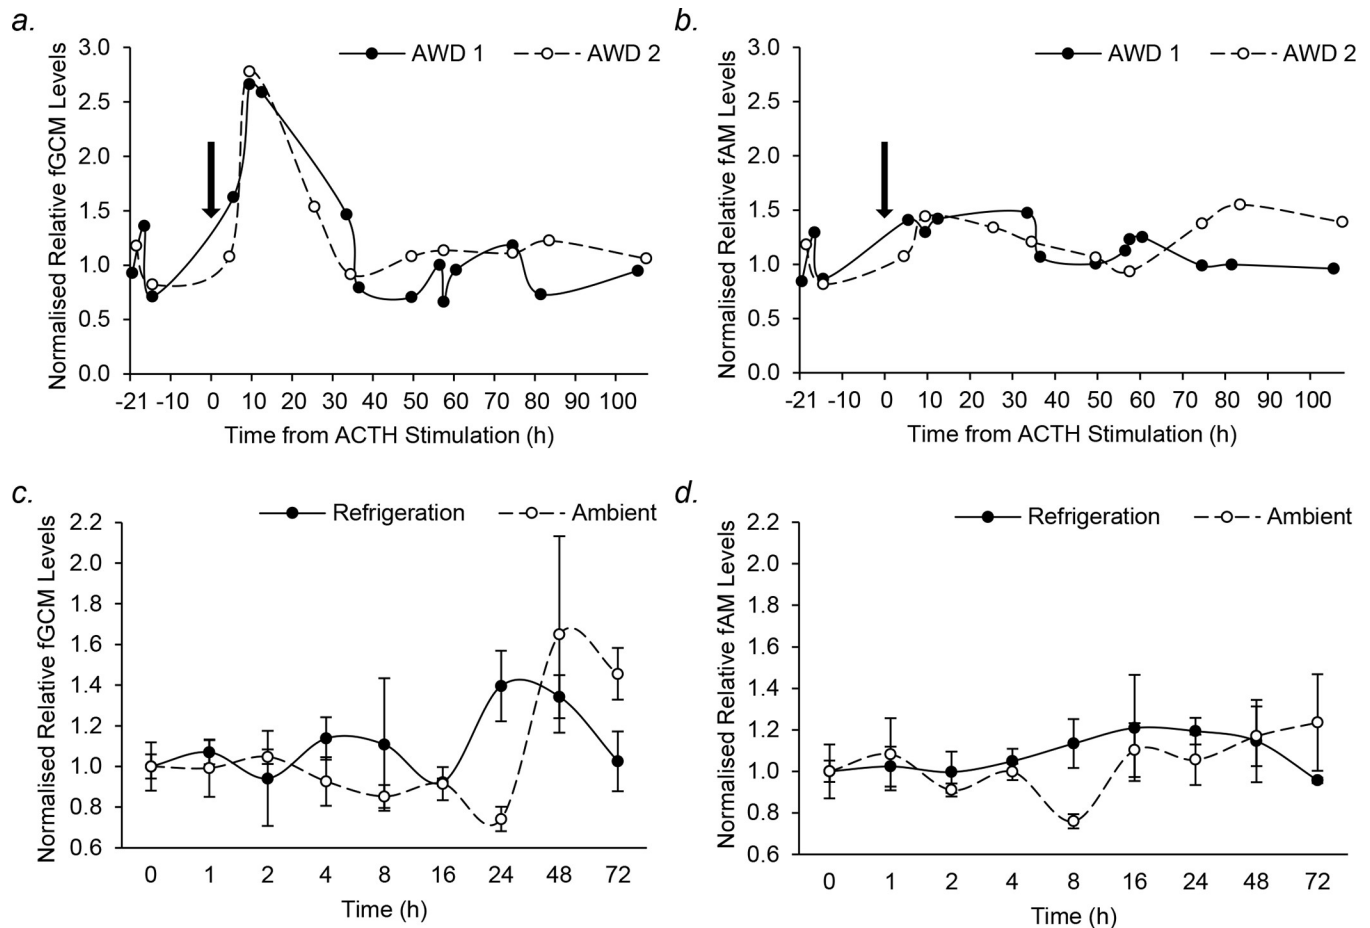 a.
AWD 1 AWD 2
Normalised Relative fGCM Levels
3.0
2.5
2.0
1.5
1.0
0.5
0.0
-21 -10 0 10 20 30 40 50 60 70 80 90 100
Time from ACTH Stimulation (h)
b.
AWD 1 AWD 2
Normalised Relative fAM Levels
3.0
2.5
2.0
1.5
1.0
0.5
0.0
-21 -10 0 10 20 30 40 50 60 70 80 90 100
Time from ACTH Stimulation (h)
c.
Refrigeration Ambient
Normalised Relative fGCM Levels
2.2
2.0
1.8
1.6
1.4
1.2
1.0
0.8
0.6
0 1 2 4 8 16 24 48 72
Time (h)
d.
Refrigeration Ambient
Normalised Relative fAM Levels
2.2
2.0
1.8
1.6
1.4
1.2
1.0
0.8
0.6
0 1 2 4 8 16 24 48 72
Time (h)